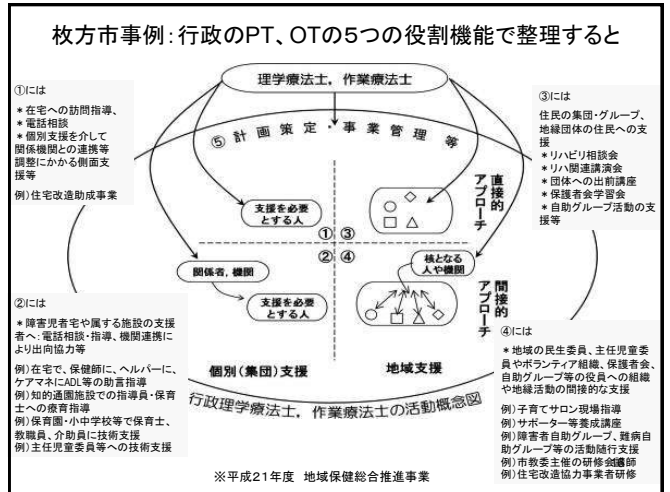 枚方市事例:行政のPT、OTの5つの役割機能で整理すると
①には
*在宅への訪問指導、
*電話相談
*個別支援を介して
関係機関との連携等
調整にかかる側面支
援等
例)住宅改造助成事業
理学療法士，作業療法士
⑤計画策定・事業管理 等
支援を必要
とする人
① ③
② ④
直接的
アプローチ
関係者，機関
支援を必要
とする人
核となる
人や機関
間接的
アプローチ
個別(集団)支援
地域支援
行政理学療法士，作業療法士の活動概念図
③には
住民の集団・グループ、
地縁団体の住民への支
援
*リハビリ相談会
*リハ関連講演会
*団体への出前講座
*保護者会学習会
*自助グループ活動の支
援等
②には
*障害児者宅や属する施設の支援
者へ:電話相談・指導、機関連携に
より出向協力等
例)在宅で、保健師に、ヘルパーに、
ケアマネにADL等の助言指導
例)知的通園施設での指導員・保育
士への療育指導
例)保育園・小中学校等で保育士、
教職員、介助員に技術支援
例)主任児童委員等への技術支援
④には
*地域の民生委員、主任児童委員
やボランティア組織、保護者会、
自助グループ等の役員への組織
や地縁活動の間接的な支援
例)子育てサロン現場指導
例)サポーター等養成講座
例)障害者自助グループ、難病自
助グループ等の活動随行支援
例)市教委主催の研修会講師
例)住宅改造協力事業者研修
※平成21年度 地域保健総合推進事業